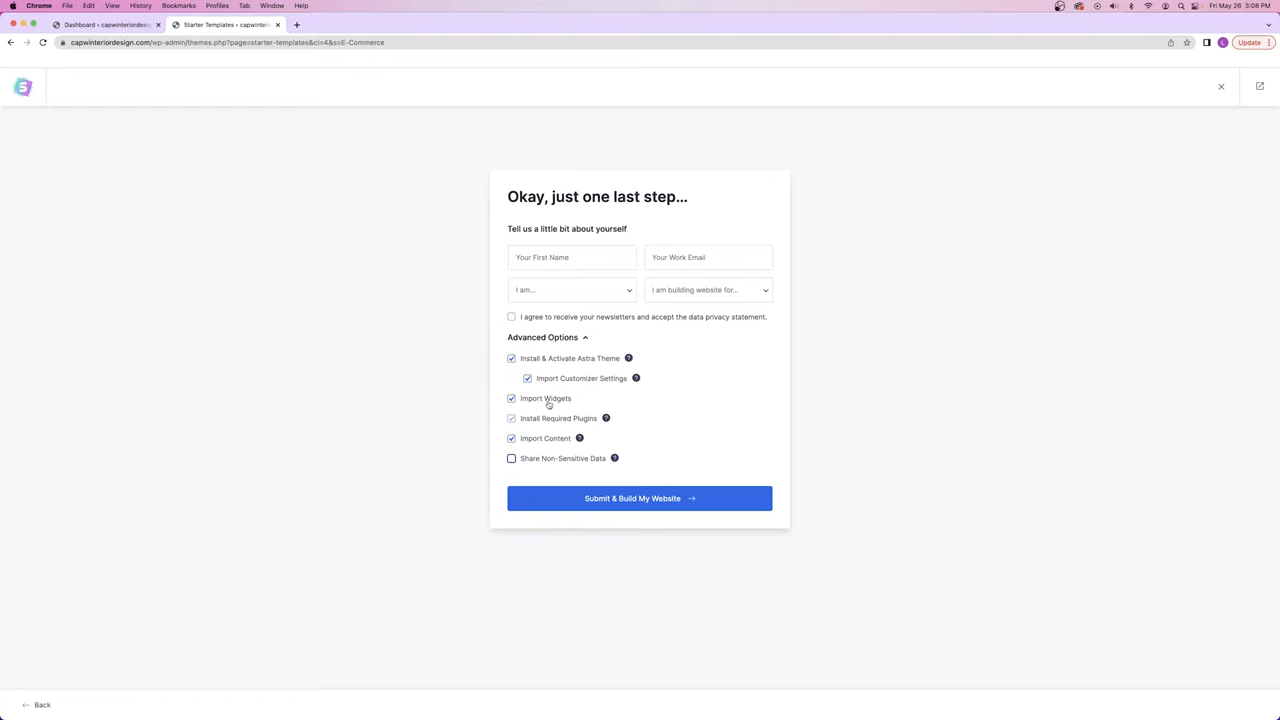 Chrome File Edit View History Bookmarks Profiles Tab Window Help
Fri May 26 3:08 PM
Dashboard ‹ capwinteriordesig
Starter Templates ‹ capwinteri
capwinteriordesign.com/wp-admin/themes.php?page=starter-templates&ci=4&s=E-Commerce
L
Update
Okay, just one last step...
Tell us a little bit about yourself
Your First Name
Your Work Email
I am...
I am building website for...
I agree to receive your newsletters and accept the data privacy statement.
Advanced Options
Install & Activate Astra Theme ?
Import Customizer Settings ?
Import Widgets
Install Required Plugins ?
Import Content ?
Share Non-Sensitive Data ?
Submit & Build My Website →
← Back